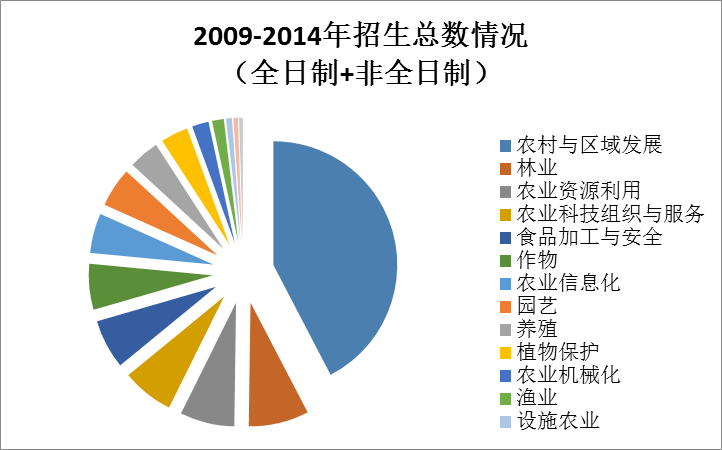 2009-2014年招生总数情况
（全日制+非全日制）
农村与区域发展
林业
农业资源利用
农业科技组织与服务
食品加工与安全
作物
农业信息化
园艺
养殖
植物保护
农业机械化
渔业
设施农业